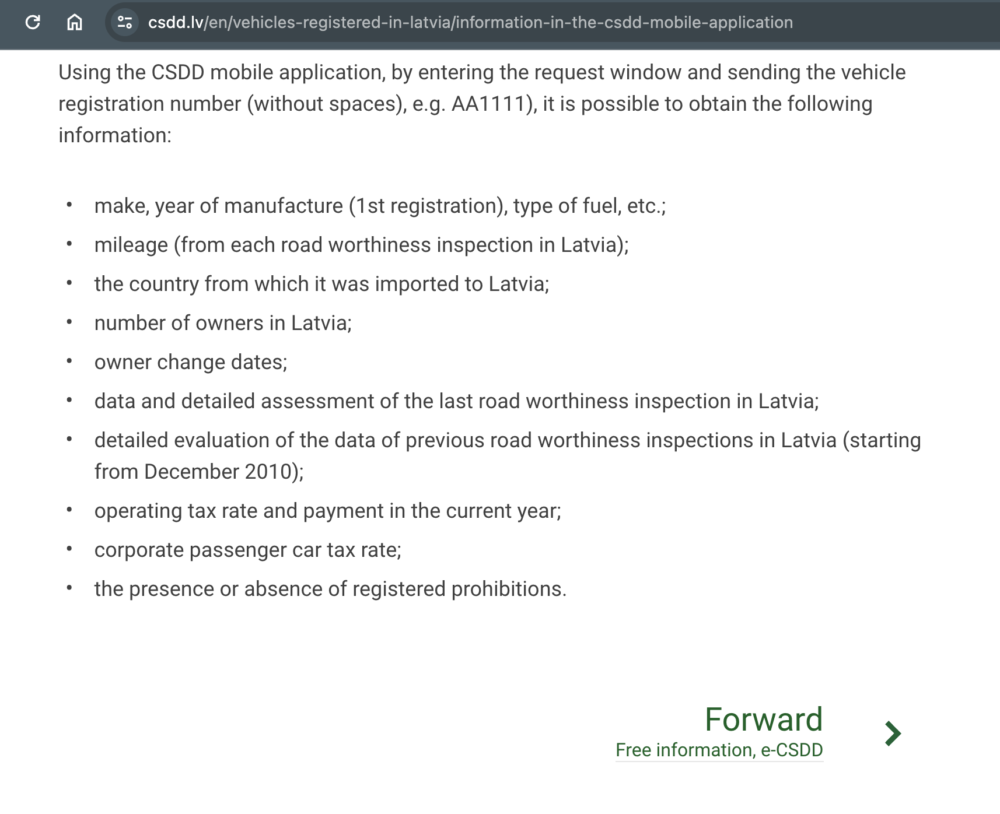 csdd.lv/en/vehicles-registered-in-latvia/information-in-the-csdd-mobile-application
Using the CSDD mobile application, by entering the request window and sending the vehicle
registration number (without spaces), e.g. AA1111), it is possible to obtain the following
information:
• make, year of manufacture (1st registration), type of fuel, etc.;
• mileage (from each road worthiness inspection in Latvia);
• the country from which it was imported to Latvia;
• number of owners in Latvia;
• owner change dates;
• data and detailed assessment of the last road worthiness inspection in Latvia;
• detailed evaluation of the data of previous road worthiness inspections in Latvia (starting
from December 2010);
• operating tax rate and payment in the current year;
• corporate passenger car tax rate;
• the presence or absence of registered prohibitions.
Forward
Free information, e-CSDD